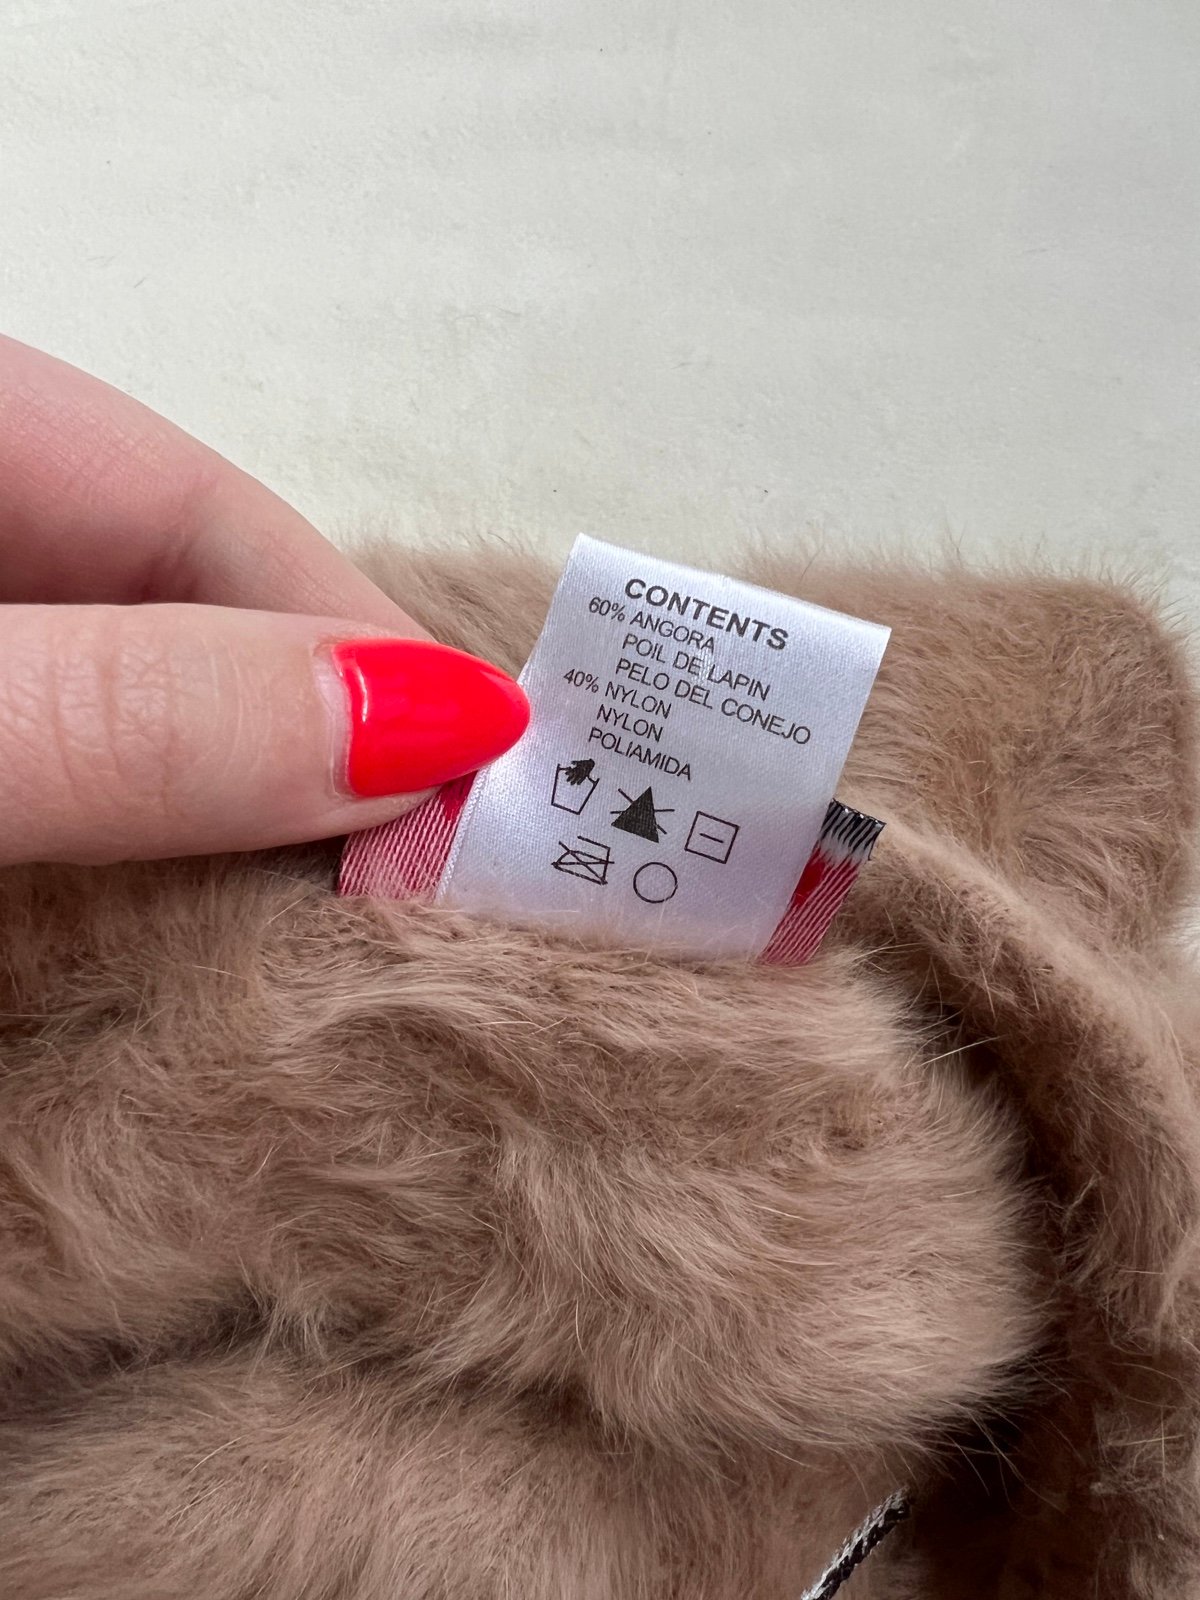 CONTENTS
60% ANGORA
POIL DE LAPIN
PELO DEL CONEJO
40% NYLON
NYLON
POLIAMIDA